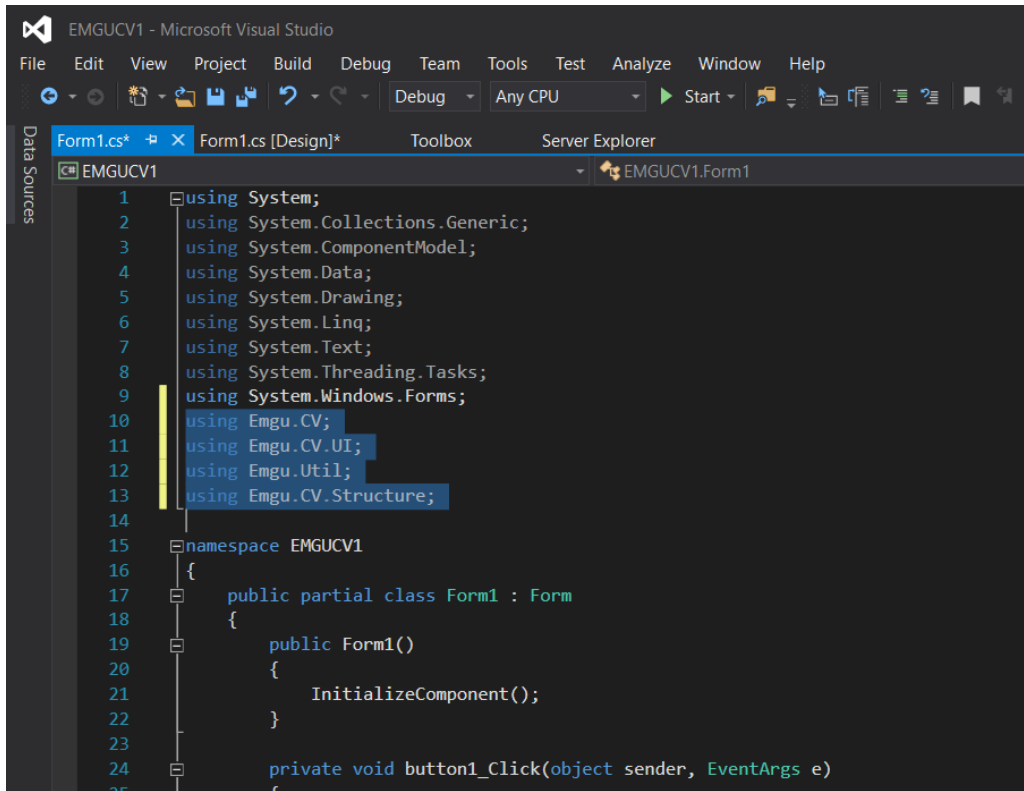 EMGUCV1 - Microsoft Visual Studio
File Edit View Project Build Debug Team Tools Test Analyze Window Help
Debug Any CPU Start
Data Sources
Form1.cs* Form1.cs [Design]* Toolbox Server Explorer
C# EMGUCV1 EMGUCV1.Form1
1 using System;
2 using System.Collections.Generic;
3 using System.ComponentModel;
4 using System.Data;
5 using System.Drawing;
6 using System.Linq;
7 using System.Text;
8 using System.Threading.Tasks;
9 using System.Windows.Forms;
10 using Emgu.CV;
11 using Emgu.CV.UI;
12 using Emgu.Util;
13 using Emgu.CV.Structure;
14
15 namespace EMGUCV1
16 {
17 public partial class Form1 : Form
18 {
19 public Form1()
20 {
21 InitializeComponent();
22 }
23
24 private void button1_Click(object sender, EventArgs e)